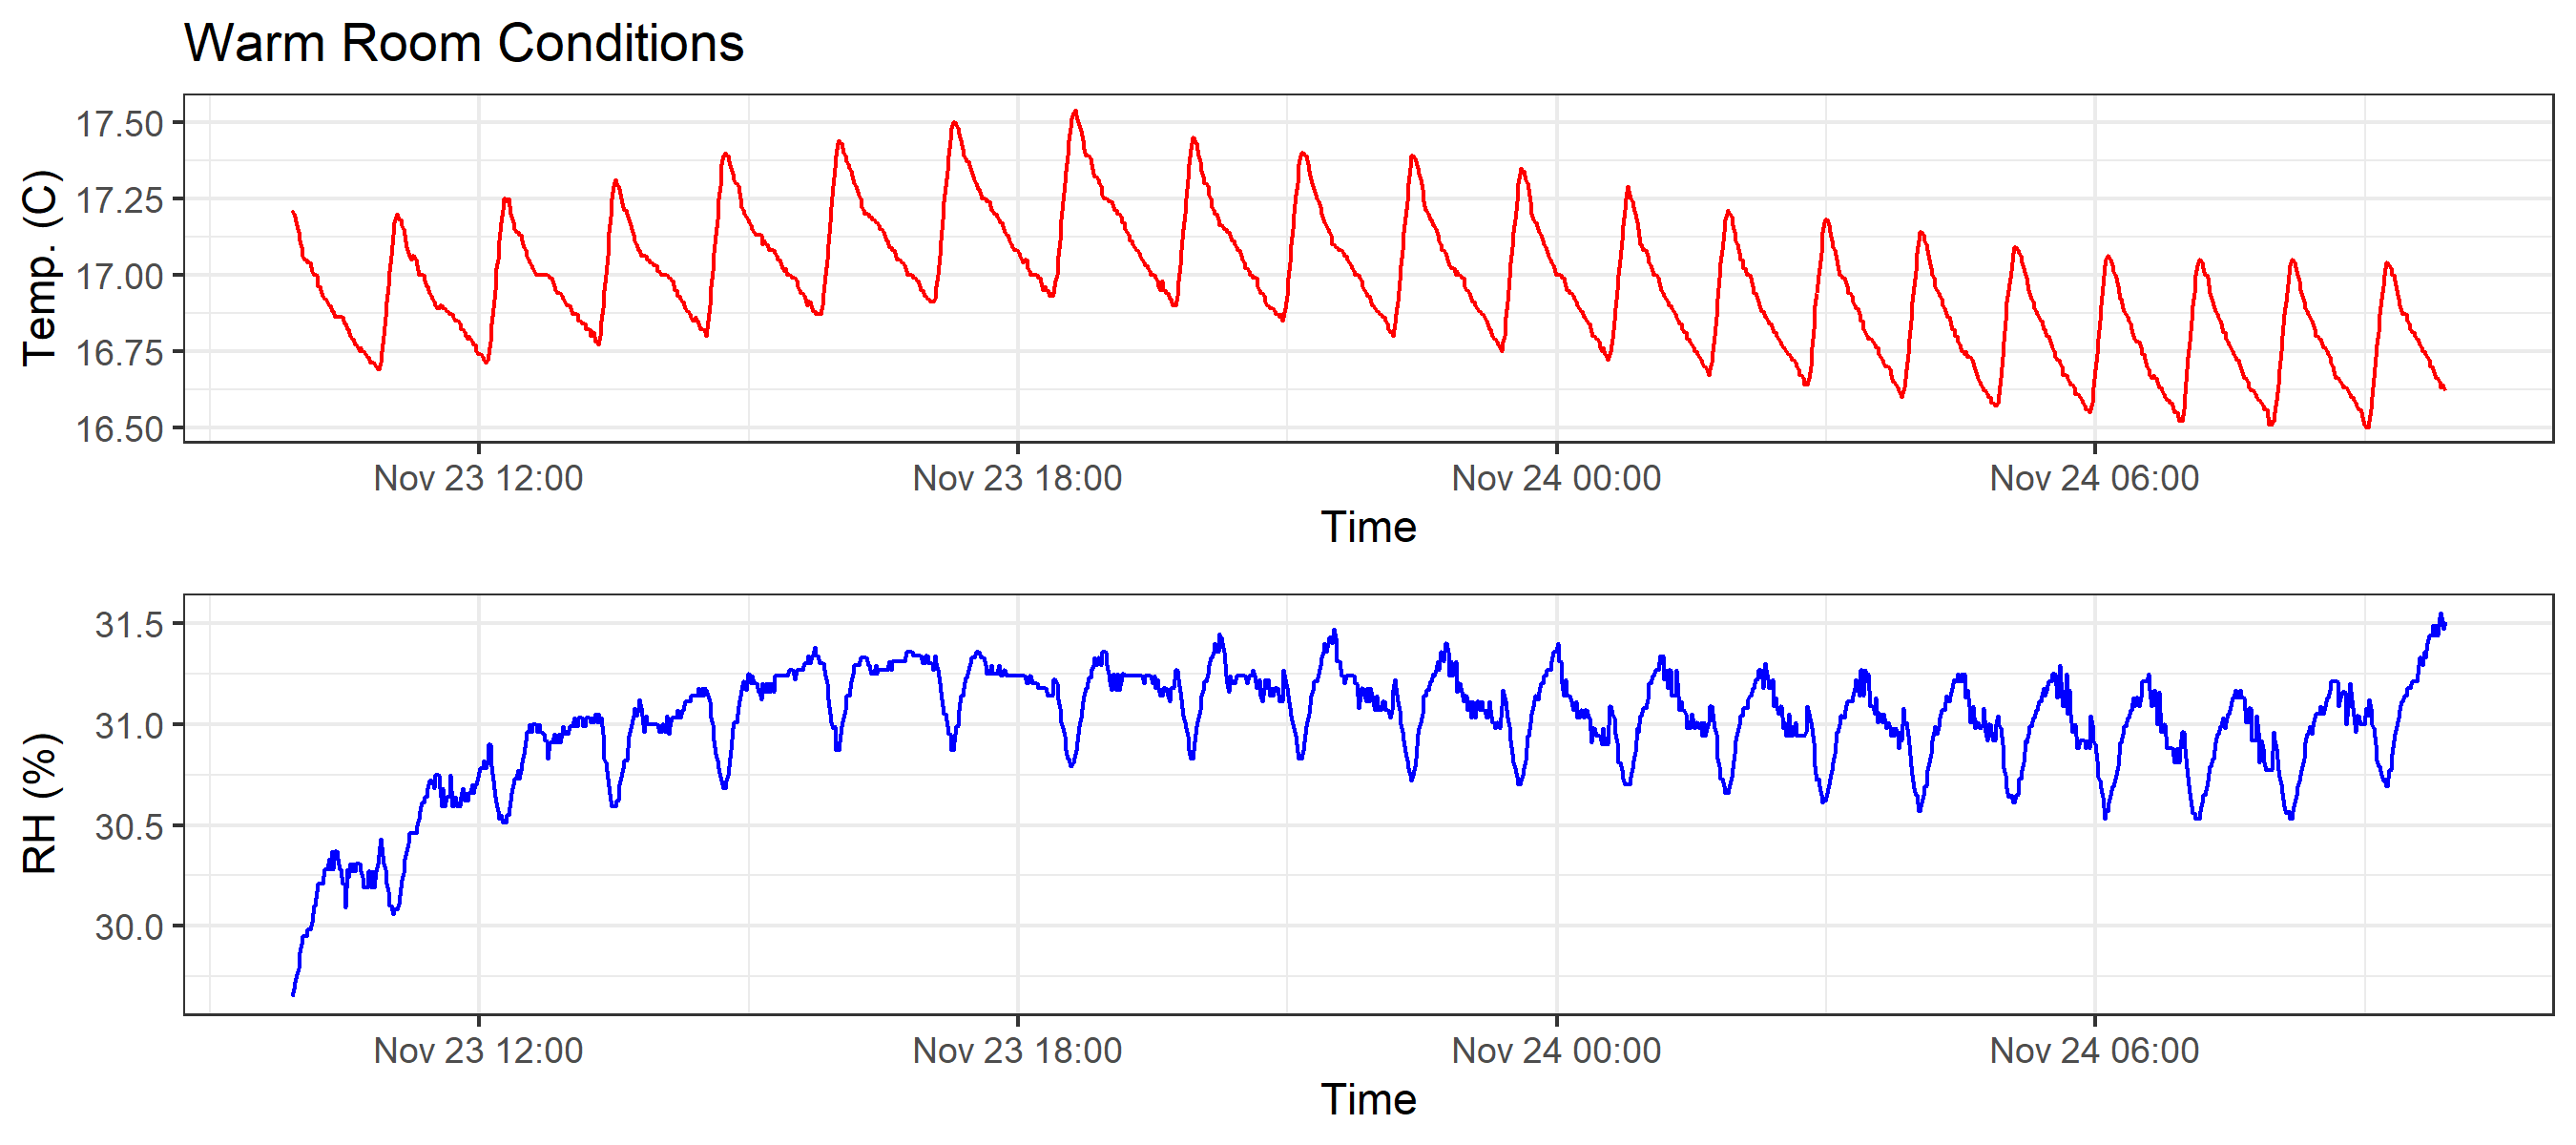 Warm Room Conditions
17.50
17.25
17.00
16.75
16.50
Temp. (C)
Nov 23 12:00 Nov 23 18:00 Nov 24 00:00 Nov 24 06:00
Time
31.5
31.0
30.5
30.0
RH (%)
Nov 23 12:00 Nov 23 18:00 Nov 24 00:00 Nov 24 06:00
Time